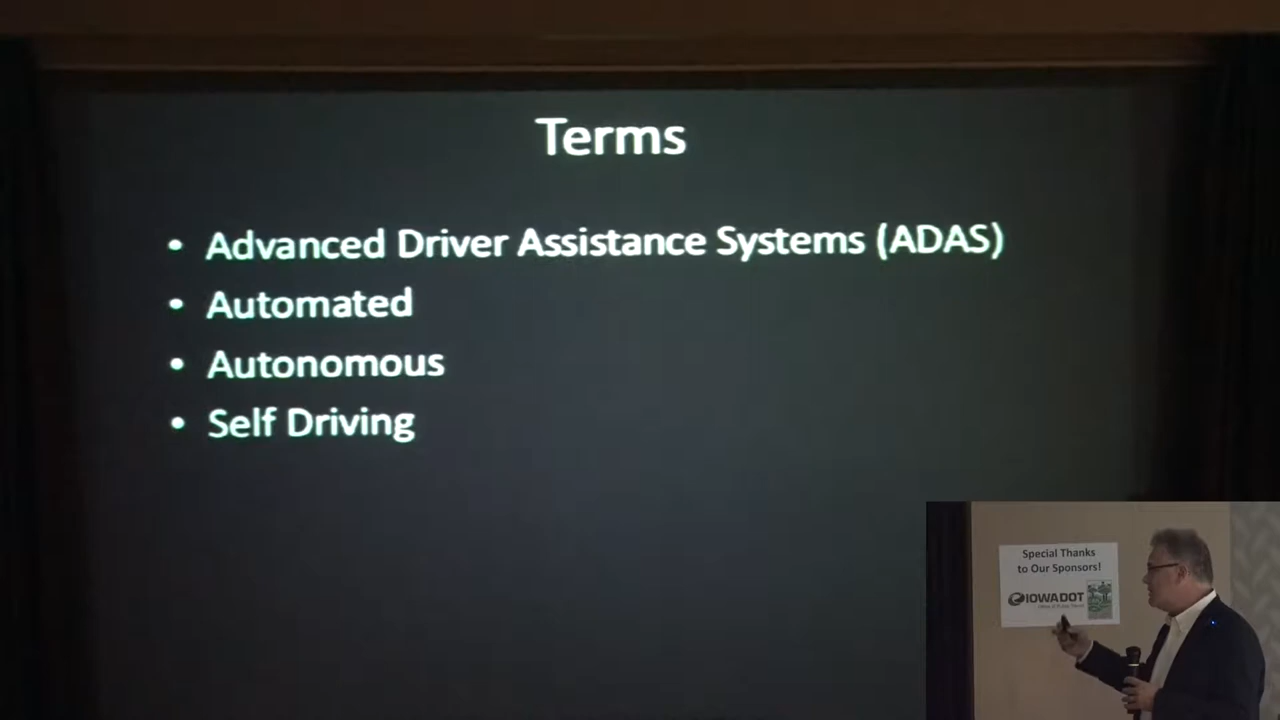 Terms
• Advanced Driver Assistance Systems (ADAS)
• Automated
• Autonomous
• Self Driving
Special Thanks
to Our Sponsors!
IOWADOT